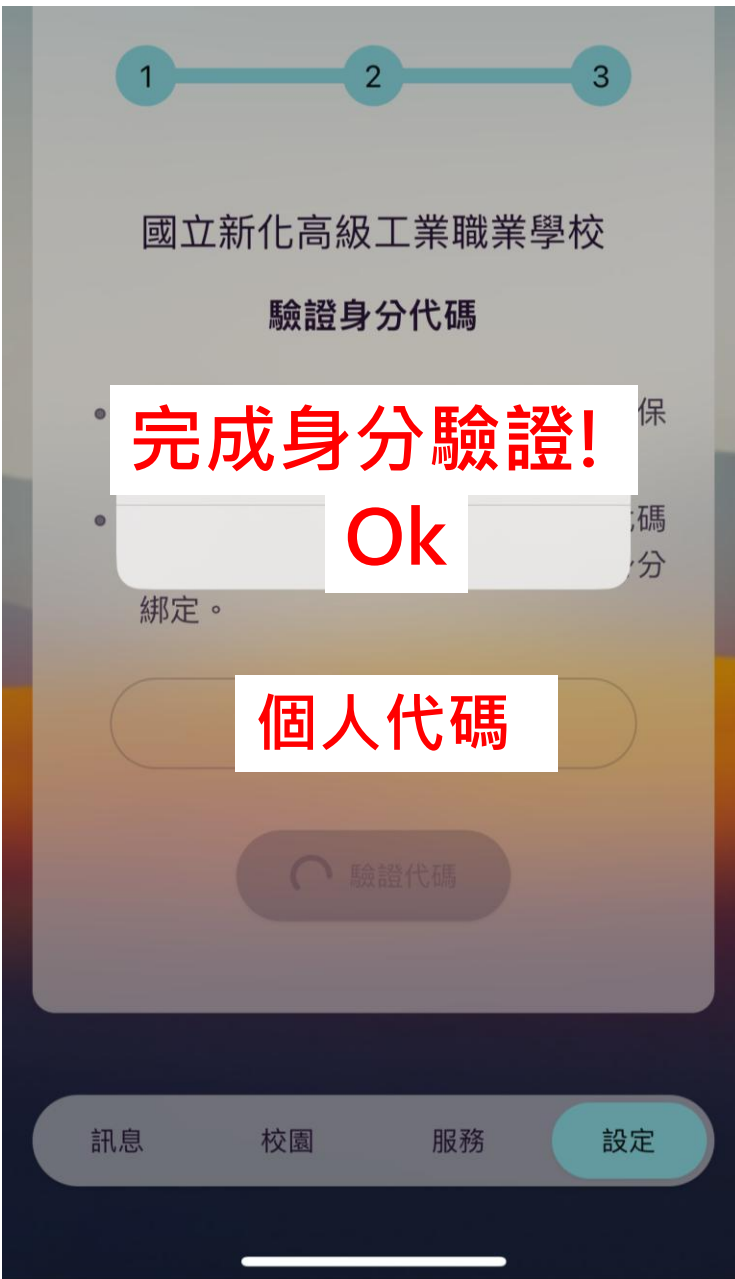 1 2 3
國立新化高級工業職業學校
驗證身分代碼
保
完成身分驗證!
碼
Ok
分
綁定。
個人代碼
驗證代碼
訊息 校園 服務 設定